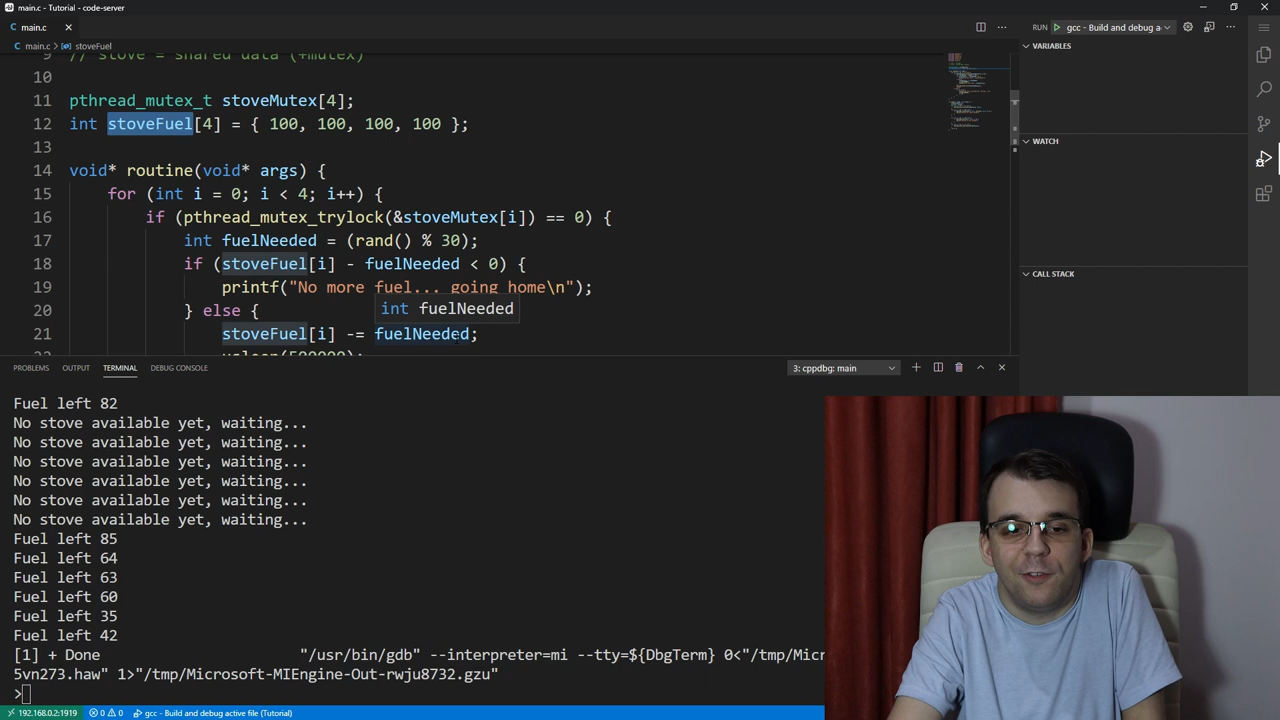 main.c - Tutorial - code-server
main.c
RUN gcc - Build and debug a
main.c > stoveFuel
VARIABLES
9 // stove = shared data (+mutex)
10
11 pthread_mutex_t stoveMutex[4];
12 int stoveFuel[4] = { 100, 100, 100, 100 };
13
14 void* routine(void* args) {
15 for (int i = 0; i < 4; i++) {
16 if (pthread_mutex_trylock(&stoveMutex[i]) == 0) {
17 int fuelNeeded = (rand() % 30);
18 if (stoveFuel[i] - fuelNeeded < 0) {
19 printf("No more fuel... going home\n");
20 } else {
int fuelNeeded
21 stoveFuel[i] -= fuelNeeded;
22 usleep(500000);
WATCH
CALL STACK
PROBLEMS OUTPUT TERMINAL DEBUG CONSOLE
3: cppdbg: main
Fuel left 82
No stove available yet, waiting...
No stove available yet, waiting...
No stove available yet, waiting...
No stove available yet, waiting...
No stove available yet, waiting...
No stove available yet, waiting...
Fuel left 85
Fuel left 64
Fuel left 63
Fuel left 60
Fuel left 35
Fuel left 42
[1] + Done "/usr/bin/gdb" --interpreter=mi --tty=${DbgTerm} 0<"/tmp/Micr
5vn273.haw" 1>"/tmp/Microsoft-MIEngine-Out-rwju8732.gzu"
>
192.168.0.2:1919 0 0 gcc - Build and debug active file (Tutorial)